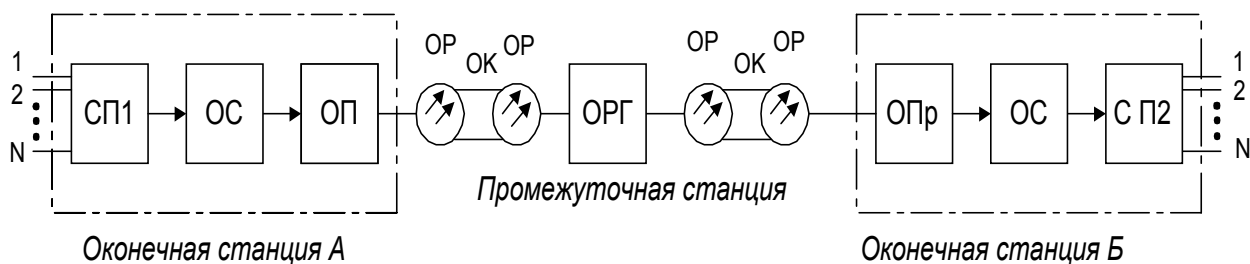 ОР ОК ОР
ОР ОК ОР
1
2
N
СП1
ОС
ОП
ОРГ
ОПр
ОС
С П2
1
2
N
Промежуточная станция
Оконечная станция А
Оконечная станция Б